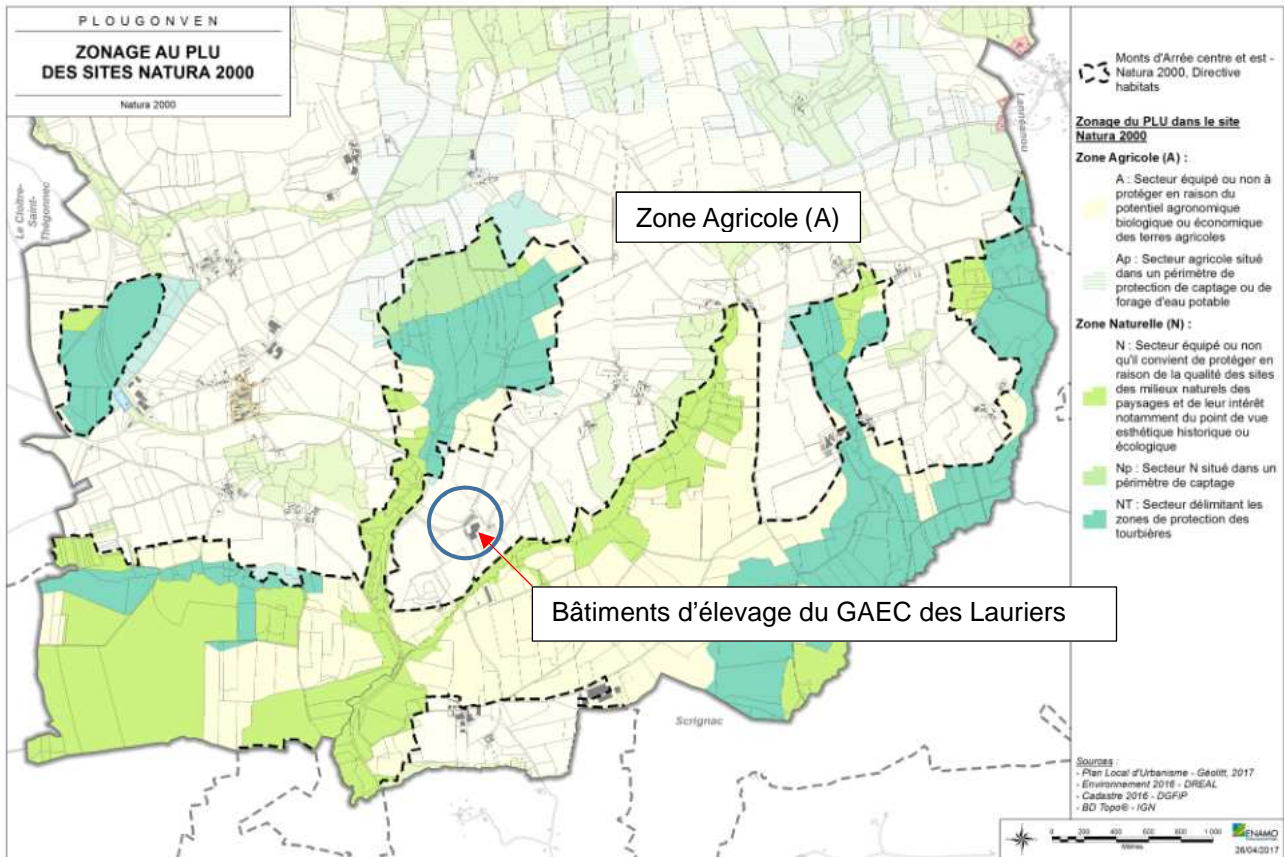 PLOUGONVEN
ZONAGE AU PLU
DES SITES NATURA 2000
Natura 2000
Le Cloître-
Saint-
Thégonnec
Lannéanou
Zone Agricole (A)
Bâtiments d'élevage du GAEC des Lauriers
Scrignac
Monts d'Arrée centre et est -
Natura 2000, Directive
habitats
Zonage du PLU dans le site
Natura 2000
Zone Agricole (A) :
A : Secteur équipé ou non à
protéger en raison du
potentiel agronomique
biologique ou économique
des terres agricoles
Ap : Secteur agricole situé
dans un périmètre de
protection de captage ou de
forage d'eau potable
Zone Naturelle (N) :
N : Secteur équipé ou non
qu'il convient de protéger en
raison de la qualité des sites
des milieux naturels des
paysages et de leur intérêt
notamment du point de vue
esthétique historique ou
écologique
Np : Secteur N situé dans un
périmètre de captage
NT : Secteur délimitant les
zones de protection des
tourbières
Sources :
- Plan Local d'Urbanisme - Géolitt, 2017
- Environnement 2016 - DREAL
- Cadastre 2016 - DGFIP
- BD Topo® - IGN
0 200 400 600 800 1 000
Mètres
ENAMO
26/04/2017